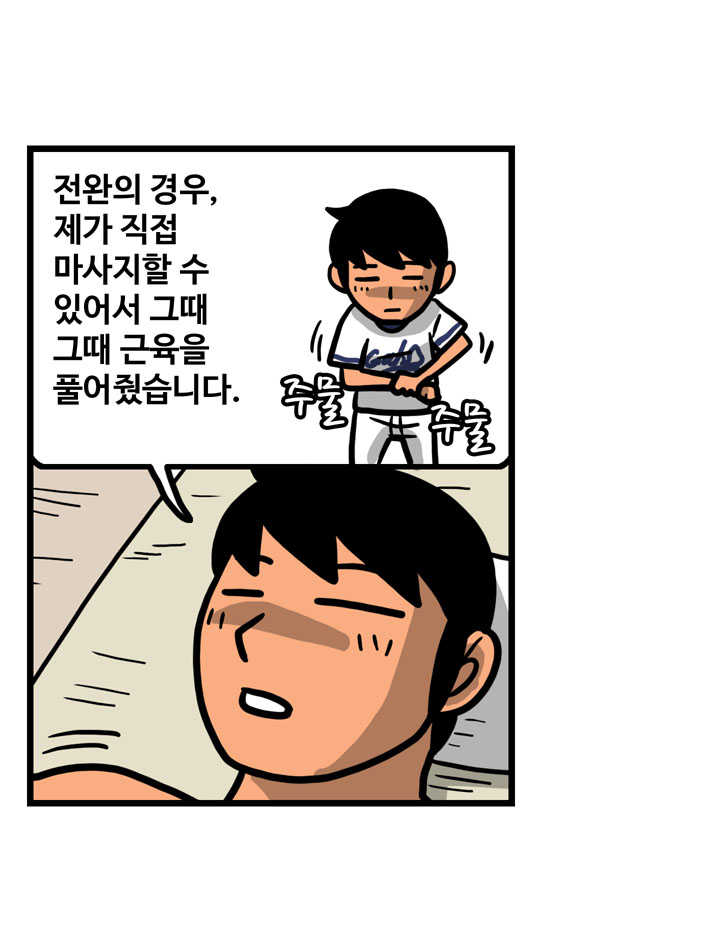 전완의 경우,
제가 직접
마사지할 수
있어서 그때
그때 근육을
풀어줬습니다.
주물
주물